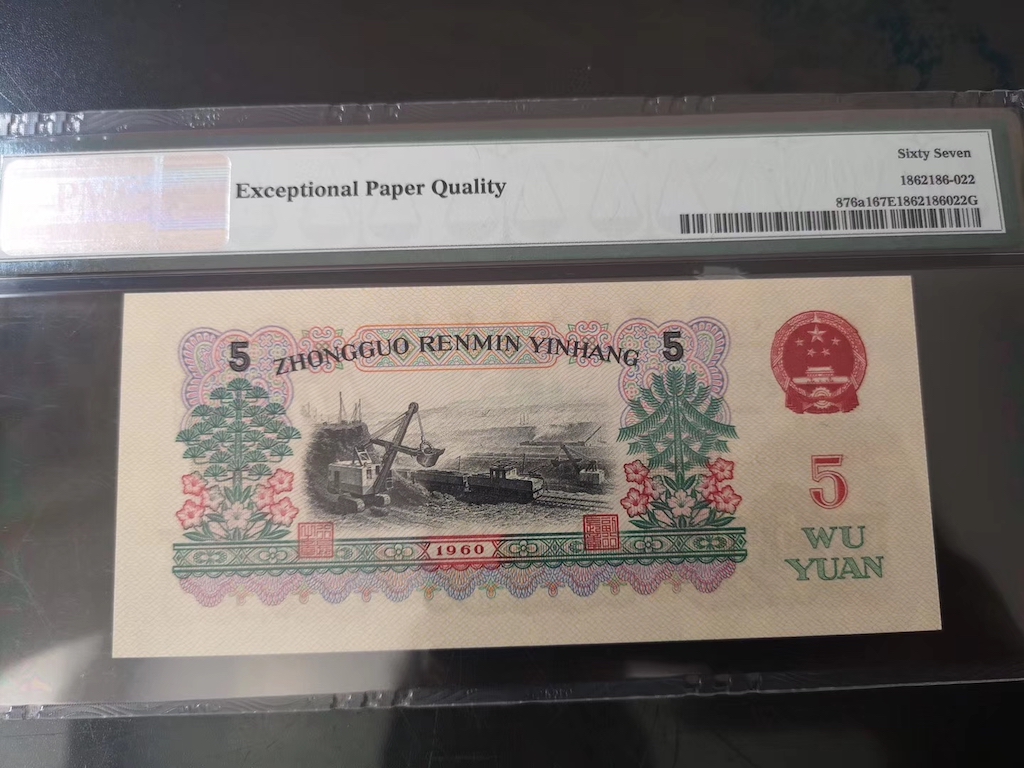 Sixty Seven
Exceptional Paper Quality
1862186-022
876a167E1862186022G
5 ZHONGGUO RENMIN YINHANG 5
5
WU
YUAN
1960